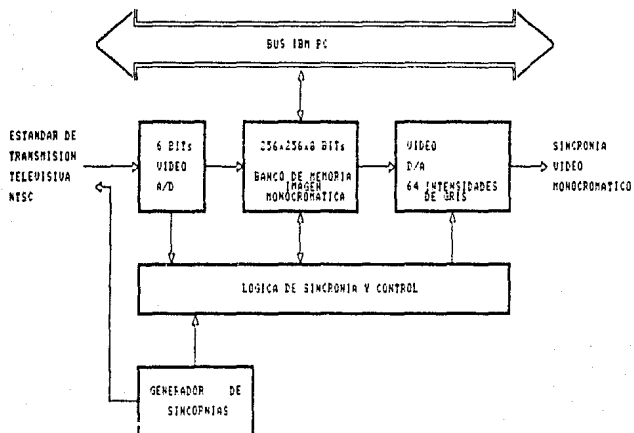 BUS IBM PC
ESTANDAR DE
TRANSMISION
TELEVISIVA
NTSC
6 BITs
VIDEO
A/D
256x256x8 BITs
BANCO DE MEMORIA
IMAGEN
MONOCROMATICA
VIDEO
D/A
64 INTENSIDADES
DE GRIS
SINCRONIA
VIDEO
MONOCROMATICO
LOGICA DE SINCRONIA Y CONTROL
GENERADOR DE
SINCOPNIAS